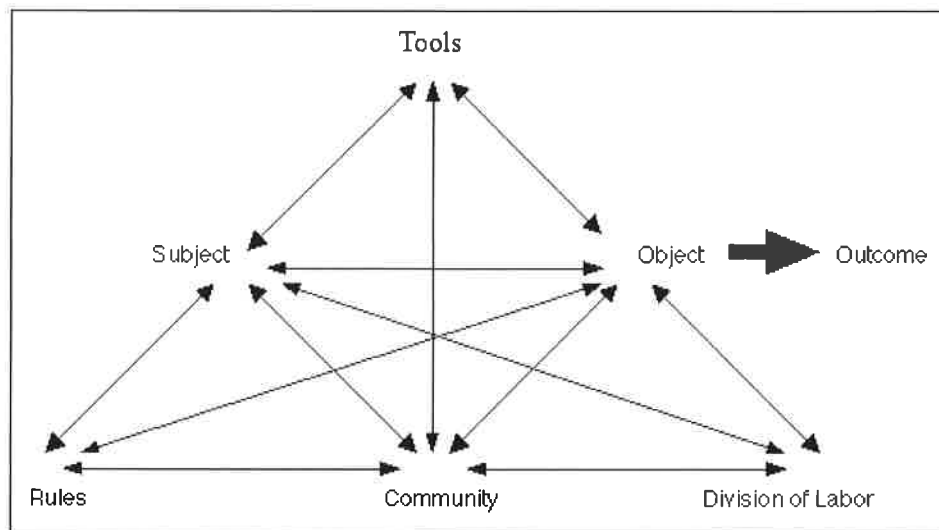 Tools
Subject
Object
Outcome
Rules
Community
Division of Labor